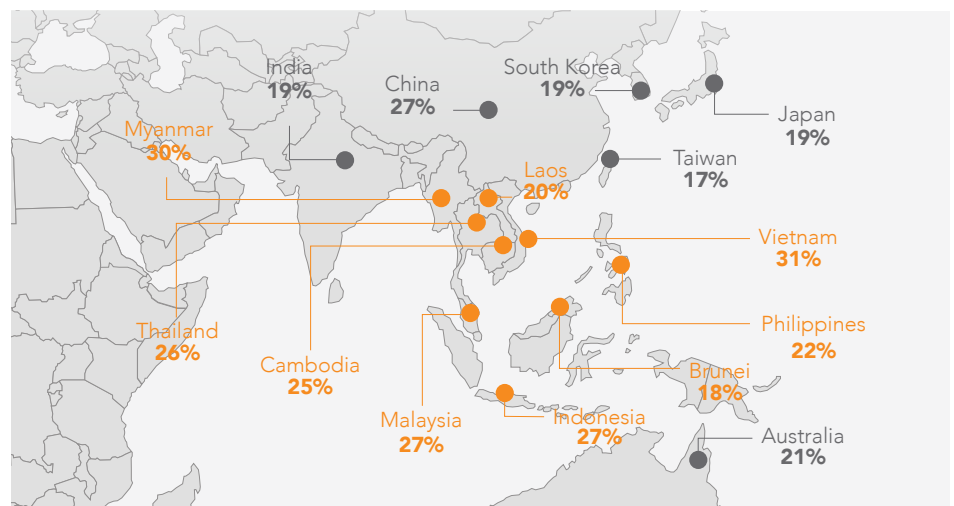 India
19%
China
27%
South Korea
19%
Japan
19%
Myanmar
30%
Taiwan
17%
Laos
20%
Vietnam
31%
Thailand
26%
Philippines
22%
Cambodia
25%
Brunei
18%
Malaysia
27%
Indonesia
27%
Australia
21%